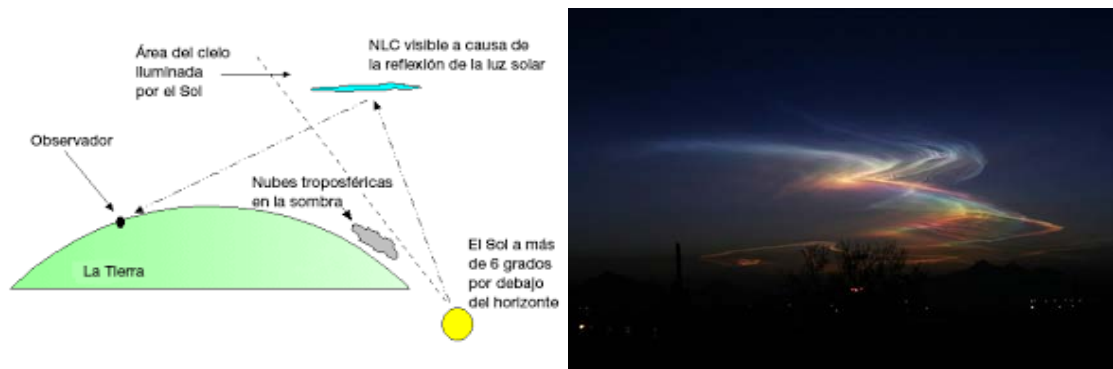 Área del cielo
iluminada
por el Sol
NLC visible a causa de
la reflexión de la luz solar
Observador
Nubes troposféricas
en la sombra
La Tierra
El Sol a más
de 6 grados
por debajo
del horizonte